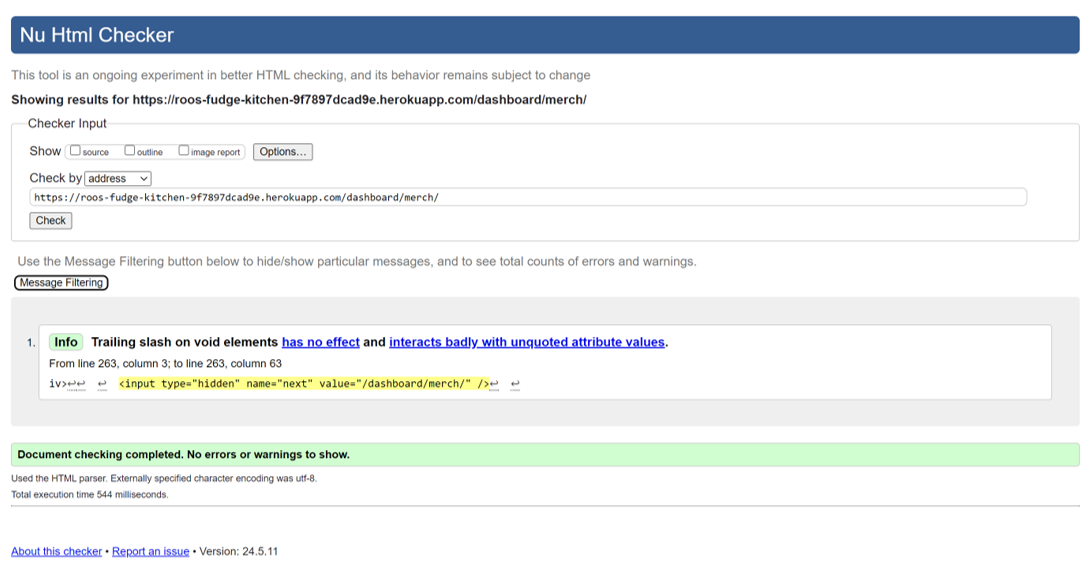 Nu Html Checker
This tool is an ongoing experiment in better HTML checking, and its behavior remains subject to change
Showing results for https://roos-fudge-kitchen-9f7897dcad9e.herokuapp.com/dashboard/merch/
Checker Input
Show source outline image report Options...
Check by address
https://roos-fudge-kitchen-9f7897dcad9e.herokuapp.com/dashboard/merch/
Check
Use the Message Filtering button below to hide/show particular messages, and to see total counts of errors and warnings.
Message Filtering
1. Info Trailing slash on void elements has no effect and interacts badly with unquoted attribute values.
From line 263, column 3; to line 263, column 63
iv>↩↩ ↩ <input type="hidden" name="next" value="/dashboard/merch/" />↩ ↩
Document checking completed. No errors or warnings to show.
Used the HTML parser. Externally specified character encoding was utf-8.
Total execution time 544 milliseconds.
About this checker • Report an issue • Version: 24.5.11